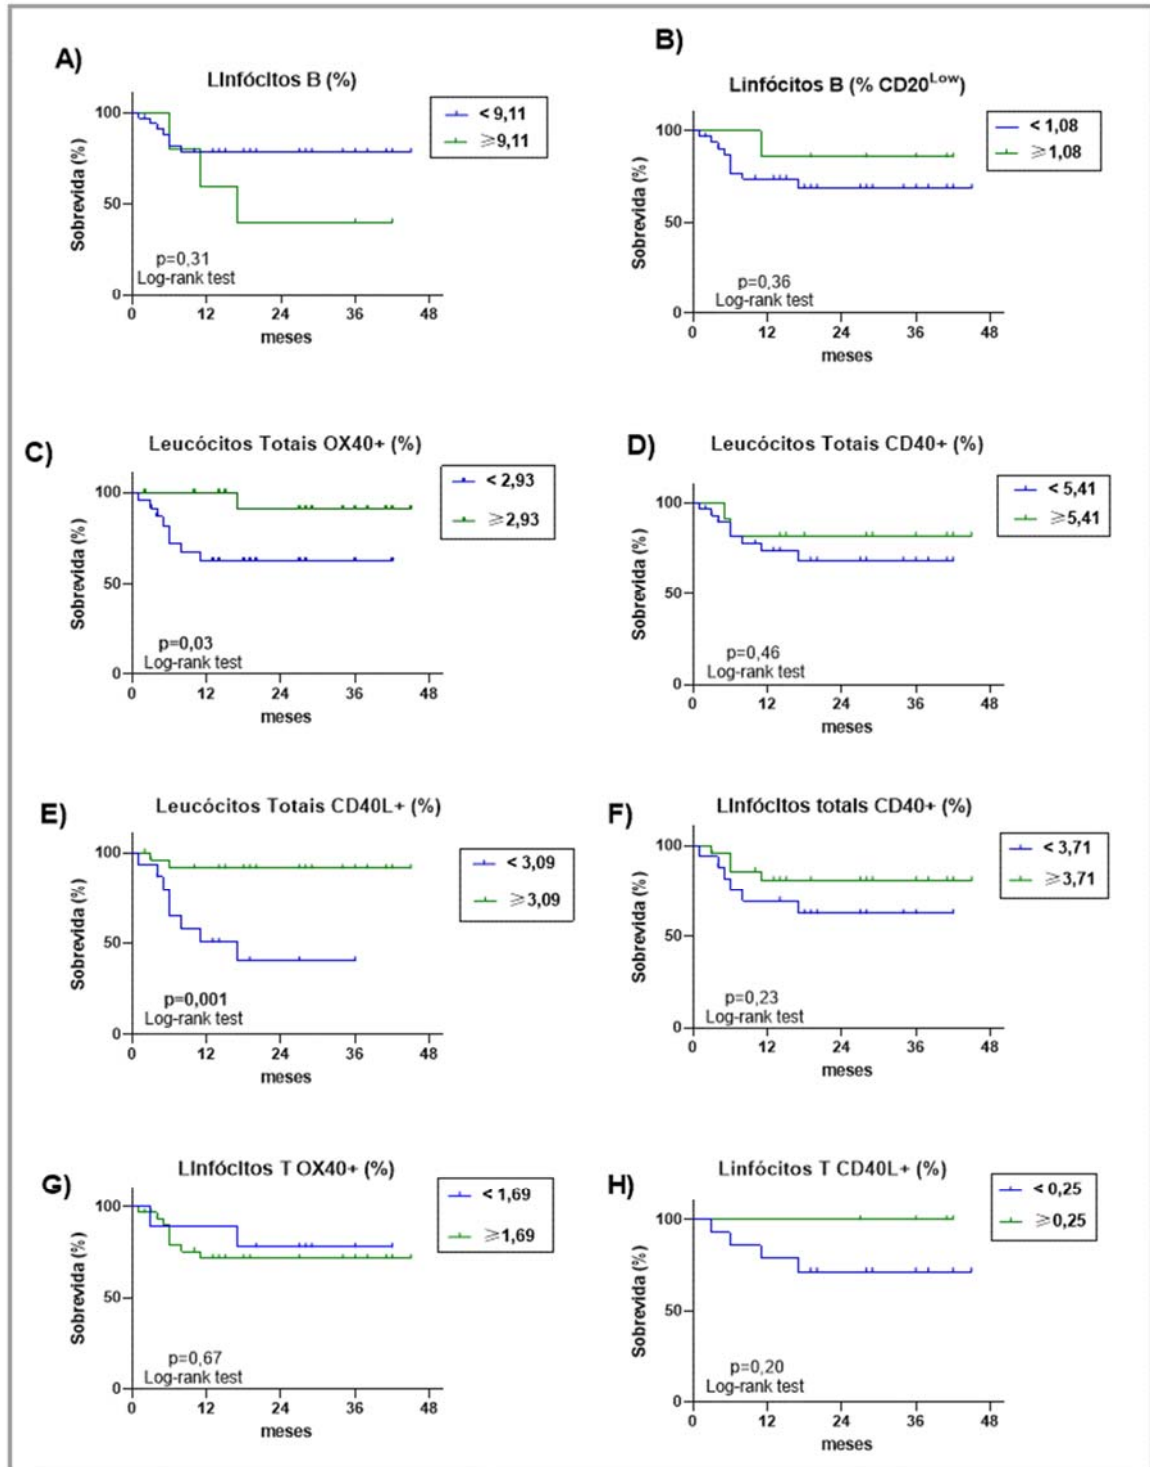 A)
Linfócitos B (%)
< 9,11
≥9,11
Sobrevida (%)
100
50
0
p=0,31
Log-rank test
0 12 24 36 48
meses
B)
Linfócitos B (% CD20Low)
< 1,08
≥1,08
Sobrevida (%)
100
50
0
p=0,36
Log-rank test
0 12 24 36 48
meses
C)
Leucócitos Totais OX40+ (%)
< 2,93
≥2,93
Sobrevida (%)
100
50
0
p=0,03
Log-rank test
0 12 24 36 48
meses
D)
Leucócitos Totais CD40+ (%)
< 5,41
≥5,41
Sobrevida (%)
100
50
0
p=0,46
Log-rank test
0 12 24 36 48
meses
E)
Leucócitos Totais CD40L+ (%)
< 3,09
≥3,09
Sobrevida (%)
100
50
0
p=0,001
Log-rank test
0 12 24 36 48
meses
F)
Linfócitos totais CD40+ (%)
< 3,71
≥3,71
Sobrevida (%)
100
50
0
p=0,23
Log-rank test
0 12 24 36 48
meses
G)
Linfócitos T OX40+ (%)
< 1,69
≥1,69
Sobrevida (%)
100
50
0
p=0,67
Log-rank test
0 12 24 36 48
meses
H)
Linfócitos T CD40L+ (%)
< 0,25
≥0,25
Sobrevida (%)
100
50
0
p=0,20
Log-rank test
0 12 24 36 48
meses